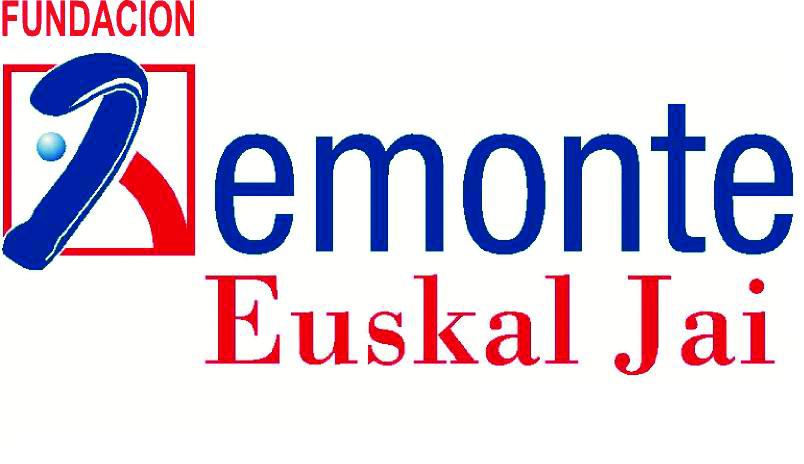 FUNDACION
Remonte
Euskal Jai